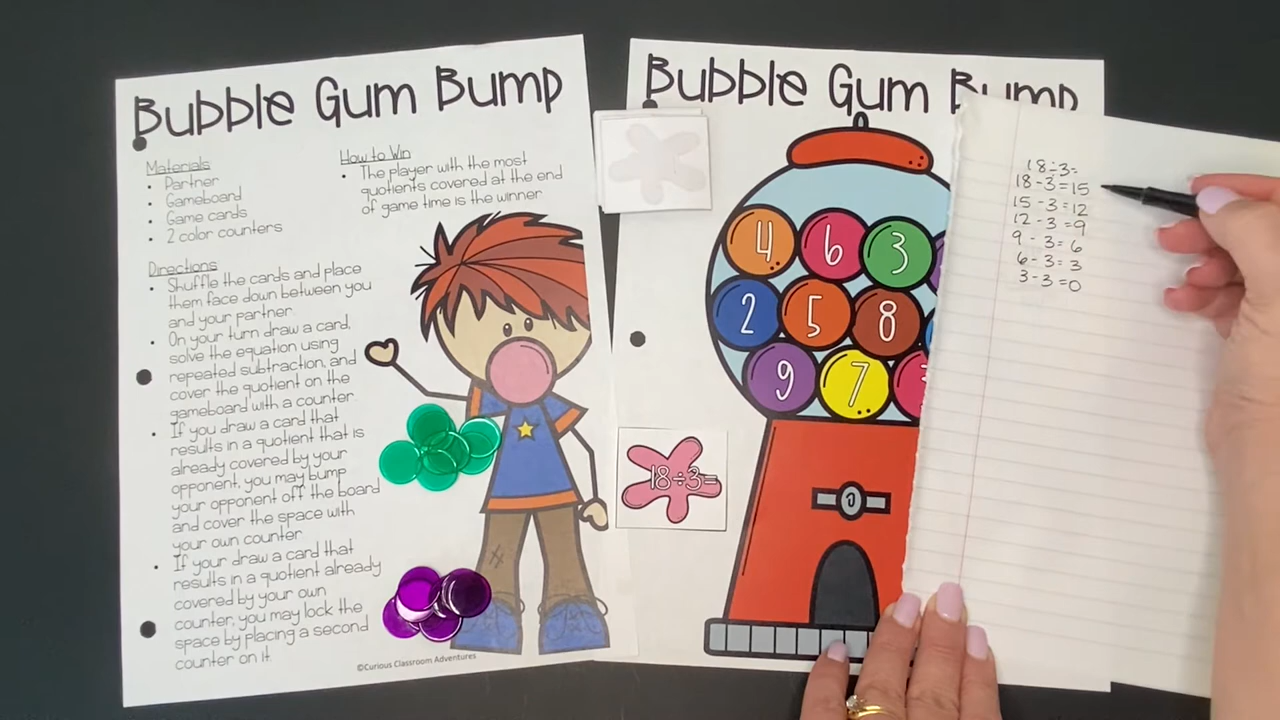 Bubble Gum Bump
Materials:
• Partner
• Gameboard
• Game cards
• 2 color counters
How to Win
• The player with the most
quotients covered at the end
of game time is the winner
Directions:
• Shuffle the cards and place
them face down between you
and your partner.
• On your turn draw a card,
solve the equation using
repeated subtraction, and
cover the quotient on the
gameboard with a counter.
• If you draw a card that
results in a quotient that is
already covered by your
opponent, you may bump
your opponent off the board
and cover the space with
your own counter.
• If your draw a card that
results in a quotient already
covered by your own
counter, you may lock the
space by placing a second
counter on it.
©Curious Classroom Adventures
Bubble Gum Bump
4 6 3
2 5 8
9 7
18÷3=
18÷3=
18-3=15
15-3=12
12-3=9
9-3=6
6-3=3
3-3=0